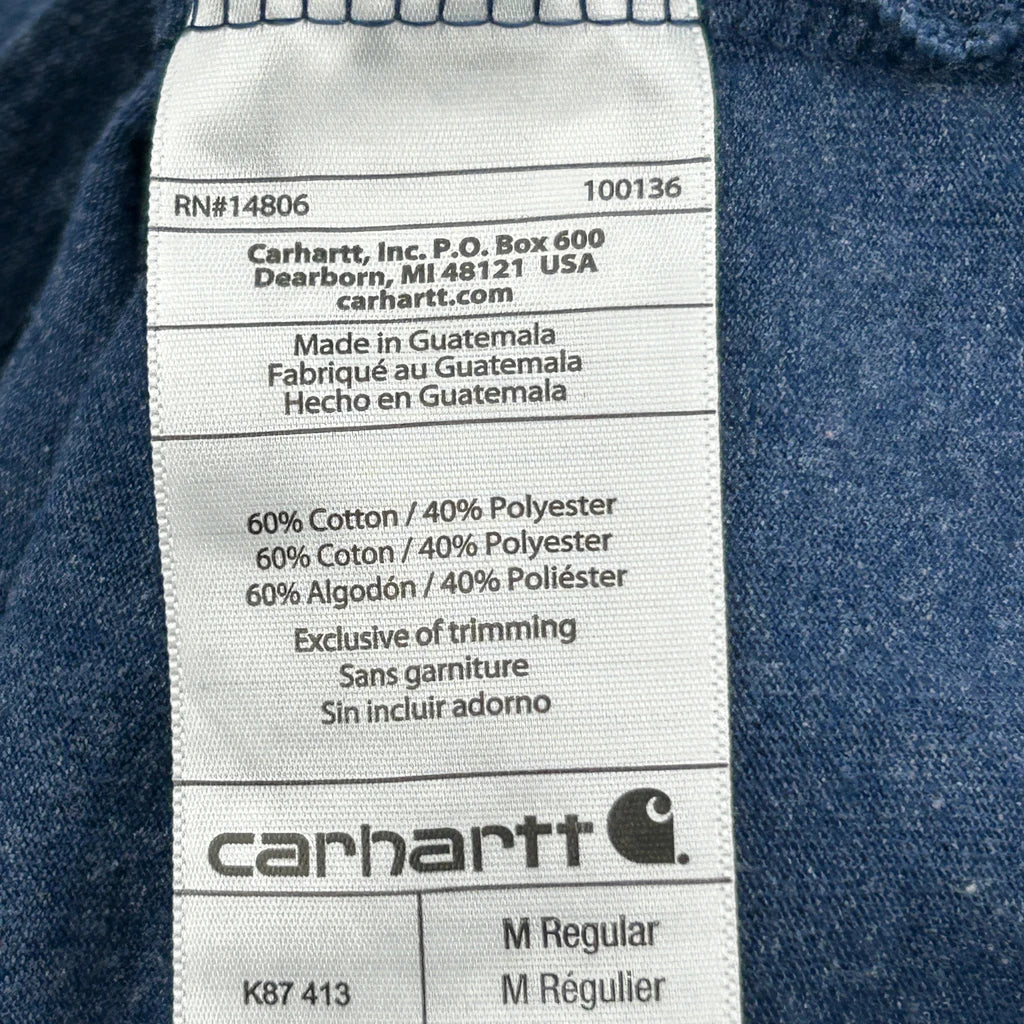 RN#14806 100136
Carhartt, Inc. P.O. Box 600
Dearborn, MI 48121 USA
carhartt.com
Made in Guatemala
Fabriqué au Guatemala
Hecho en Guatemala
60% Cotton / 40% Polyester
60% Coton / 40% Polyester
60% Algodón / 40% Poliéster
Exclusive of trimming
Sans garniture
Sin incluir adorno
carhartt
M Regular
K87 413 M Régulier